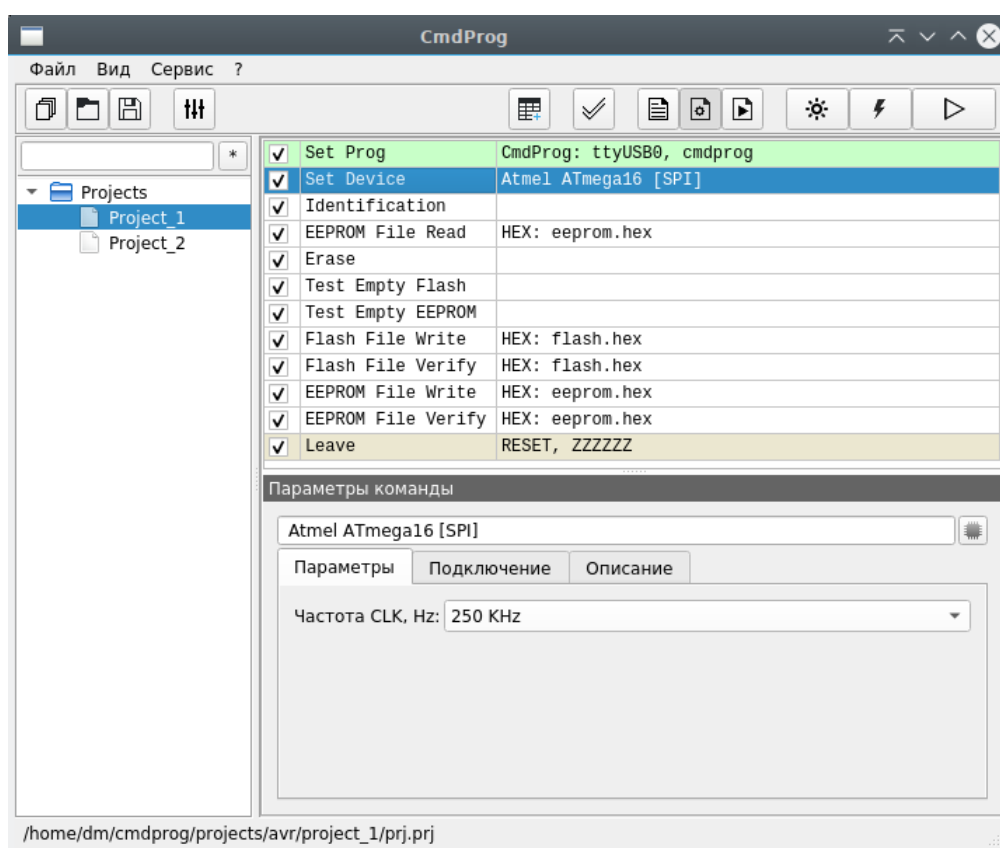 CmdProg
Файл Вид Сервис ?
*
Projects
Project_1
Project_2
Set Prog CmdProg: ttyUSB0, cmdprog
Set Device Atmel ATmega16 [SPI]
Identification
EEPROM File Read HEX: eeprom.hex
Erase
Test Empty Flash
Test Empty EEPROM
Flash File Write HEX: flash.hex
Flash File Verify HEX: flash.hex
EEPROM File Write HEX: eeprom.hex
EEPROM File Verify HEX: eeprom.hex
Leave RESET, ZZZZZZ
Параметры команды
Atmel ATmega16 [SPI]
Параметры Подключение Описание
Частота CLK, Hz: 250 KHz
/home/dm/cmdprog/projects/avr/project_1/prj.prj